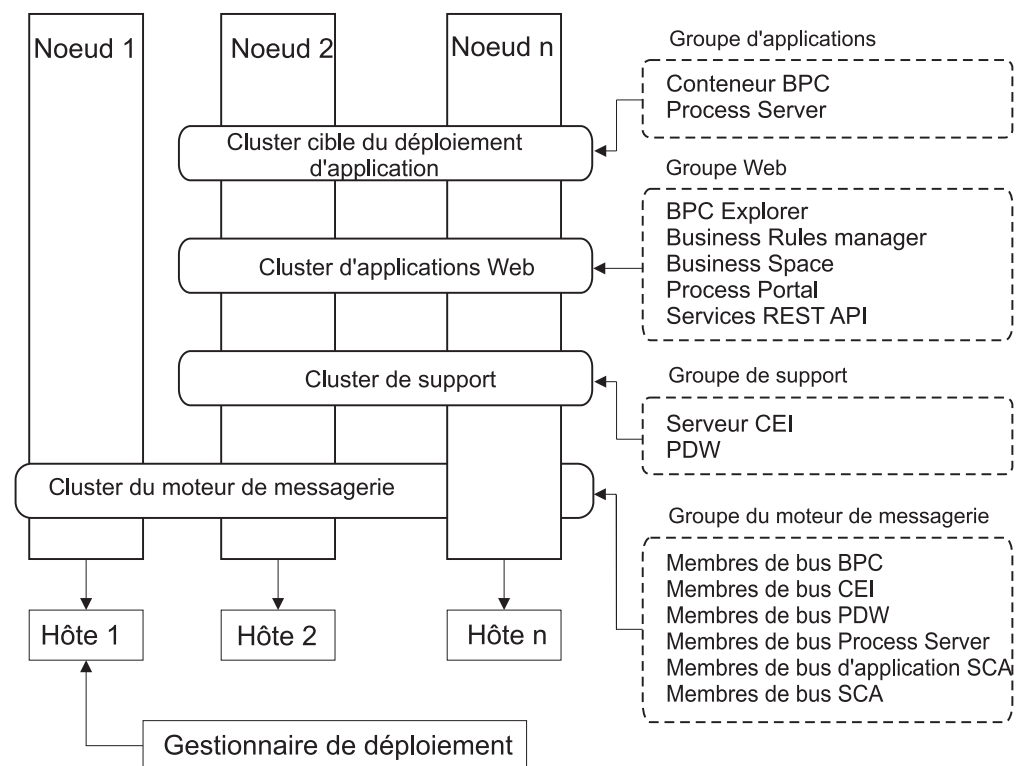 Noeud 1
Noeud 2
Noeud n
Groupe d'applications
Conteneur BPC
Process Server
Cluster cible du déploiement
d'application
Groupe Web
BPC Explorer
Business Rules manager
Business Space
Process Portal
Services REST API
Cluster d'applications Web
Cluster de support
Groupe de support
Serveur CEI
PDW
Cluster du moteur de messagerie
Groupe du moteur de messagerie
Membres de bus BPC
Membres de bus CEI
Membres de bus PDW
Membres de bus Process Server
Membres de bus d'application SCA
Membres de bus SCA
Hôte 1
Hôte 2
Hôte n
Gestionnaire de déploiement